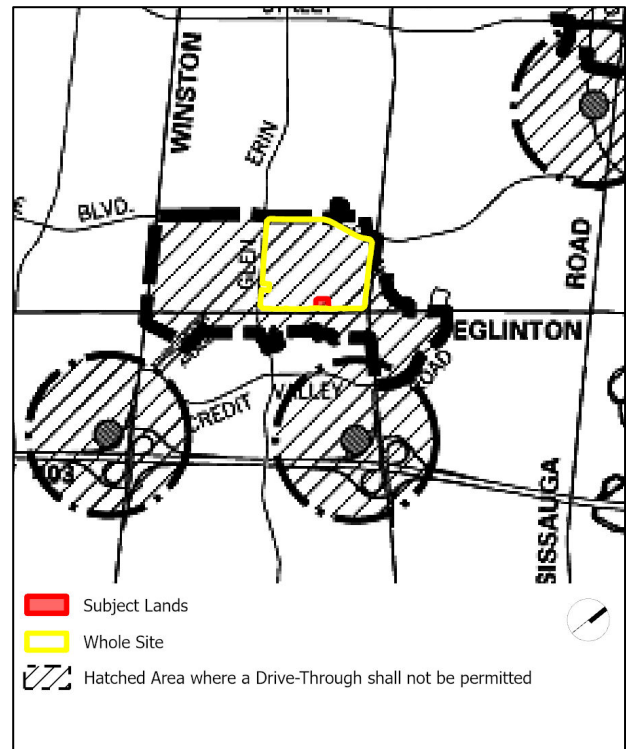 WINSTON
ERIN
BLVD.
GLEN
ROAD
EGLINTON
ROAD
CREDIT VALLEY
403
SISSAUGA
Subject Lands
Whole Site
Hatched Area where a Drive-Through shall not be permitted